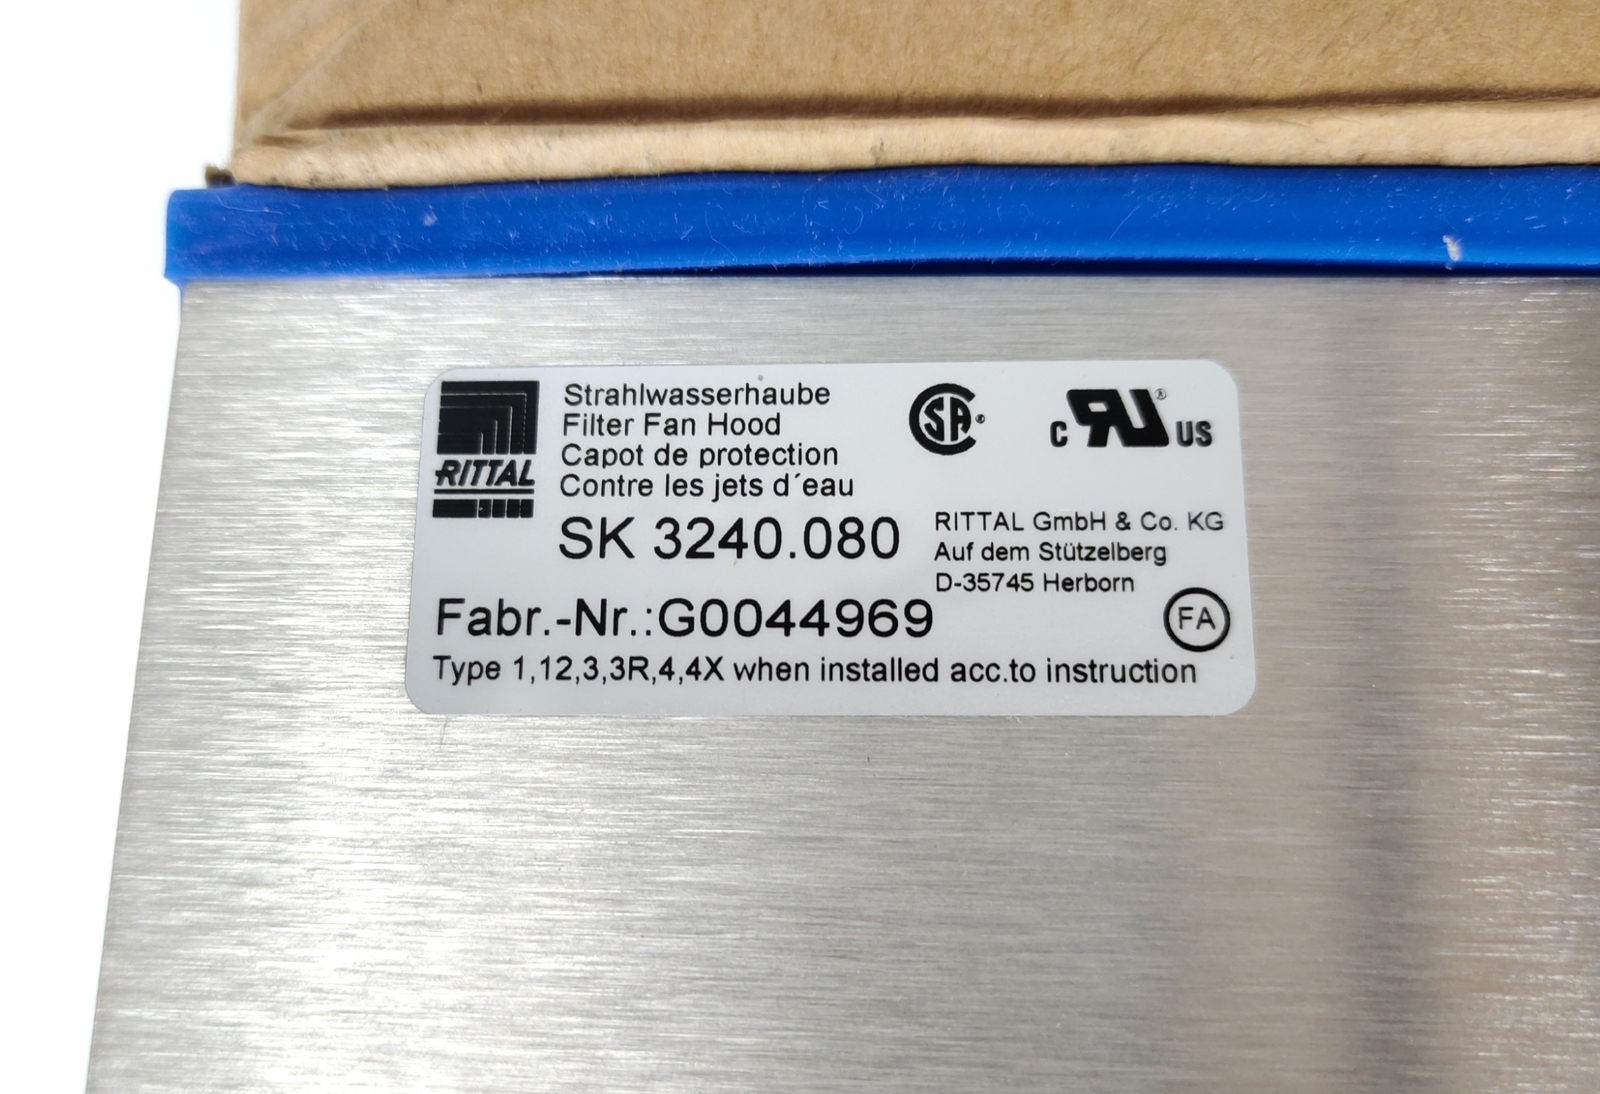 RITTAL
Strahlwasserhaube
Filter Fan Hood
Capot de protection
Contre les jets d´eau
SK 3240.080
SA
®
c RU US
RITTAL GmbH & Co. KG
Auf dem Stützelberg
D-35745 Herborn
Fabr.-Nr.:G0044969
FA
Type 1,12,3,3R,4,4X when installed acc.to instruction